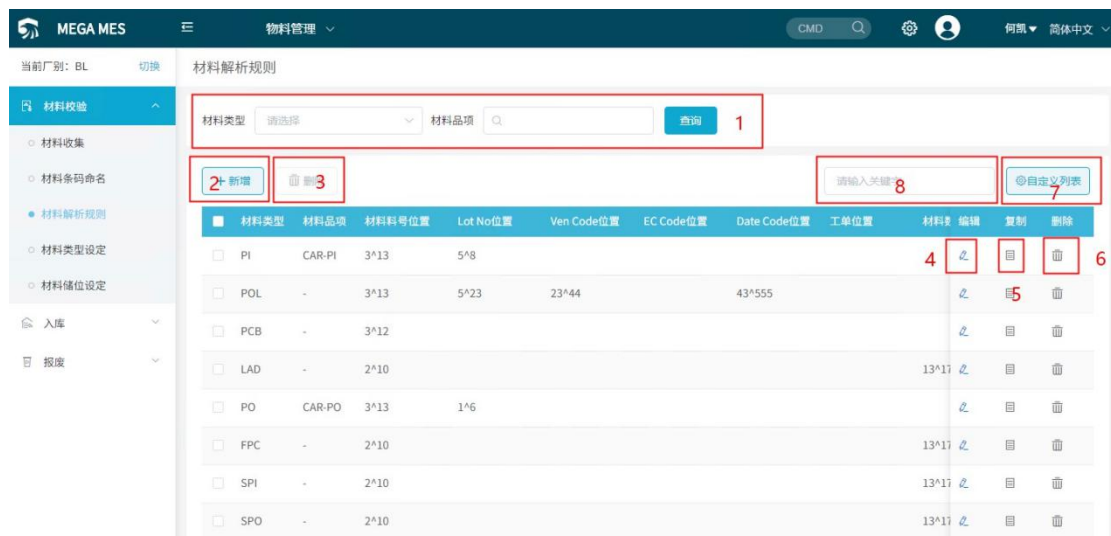 MEGA MES 物料管理 CMD 何凯 简体中文
当前厂别：BL 切换 材料解析规则
材料校验
材料类型 请选择 材料品项 查询 1
材料收集
材料条码命名
2 新增 3 请输入关键字 8 自定义列表 7
材料解析规则
材料类型 材料品项 材料料号位置 Lot No位置 Ven Code位置 EC Code位置 Date Code位置 工单位置 编辑 复制 删除
材料类型设定
PI CAR-PI 3^13 5^8 4 6
材料储位设定
POL - 3^13 5^23 23^44 43^555 5
入库
PCB - 3^12
报废
LAD - 2^10 13^17
PO CAR-PO 3^13 1^6
FPC - 2^10 13^17
SPI - 2^10 13^17
SPO - 2^10 13^17